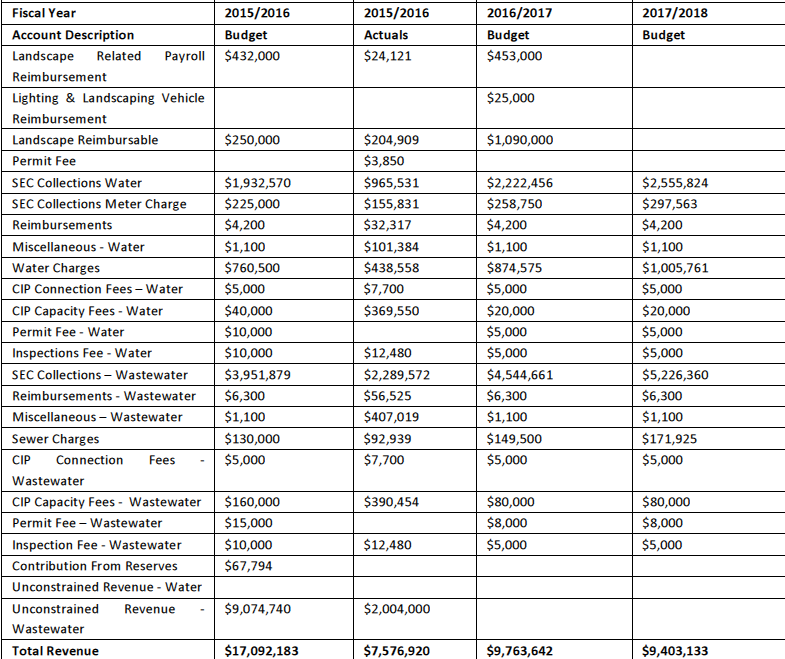 Fiscal Year 2015/2016 2015/2016 2016/2017 2017/2018
Account Description Budget Actuals Budget Budget
Landscape Related Payroll $432,000 $24,121 $453,000
Reimbursement
Lighting & Landscaping Vehicle $25,000
Reimbursement
Landscape Reimbursable $250,000 $204,909 $1,090,000
Permit Fee $3,850
SEC Collections Water $1,932,570 $965,531 $2,222,456 $2,555,824
SEC Collections Meter Charge $225,000 $155,831 $258,750 $297,563
Reimbursements $4,200 $32,317 $4,200 $4,200
Miscellaneous - Water $1,100 $101,384 $1,100 $1,100
Water Charges $760,500 $438,558 $874,575 $1,005,761
CIP Connection Fees – Water $5,000 $7,700 $5,000 $5,000
CIP Capacity Fees - Water $40,000 $369,550 $20,000 $20,000
Permit Fee - Water $10,000 $5,000 $5,000
Inspections Fee - Water $10,000 $12,480 $5,000 $5,000
SEC Collections – Wastewater $3,951,879 $2,289,572 $4,544,661 $5,226,360
Reimbursements - Wastewater $6,300 $56,525 $6,300 $6,300
Miscellaneous – Wastewater $1,100 $407,019 $1,100 $1,100
Sewer Charges $130,000 $92,939 $149,500 $171,925
CIP Connection Fees - $5,000 $7,700 $5,000 $5,000
Wastewater
CIP Capacity Fees - Wastewater $160,000 $390,454 $80,000 $80,000
Permit Fee – Wastewater $15,000 $8,000 $8,000
Inspection Fee - Wastewater $10,000 $12,480 $5,000 $5,000
Contribution From Reserves $67,794
Unconstrained Revenue - Water
Unconstrained Revenue - $9,074,740 $2,004,000
Wastewater
Total Revenue $17,092,183 $7,576,920 $9,763,642 $9,403,133